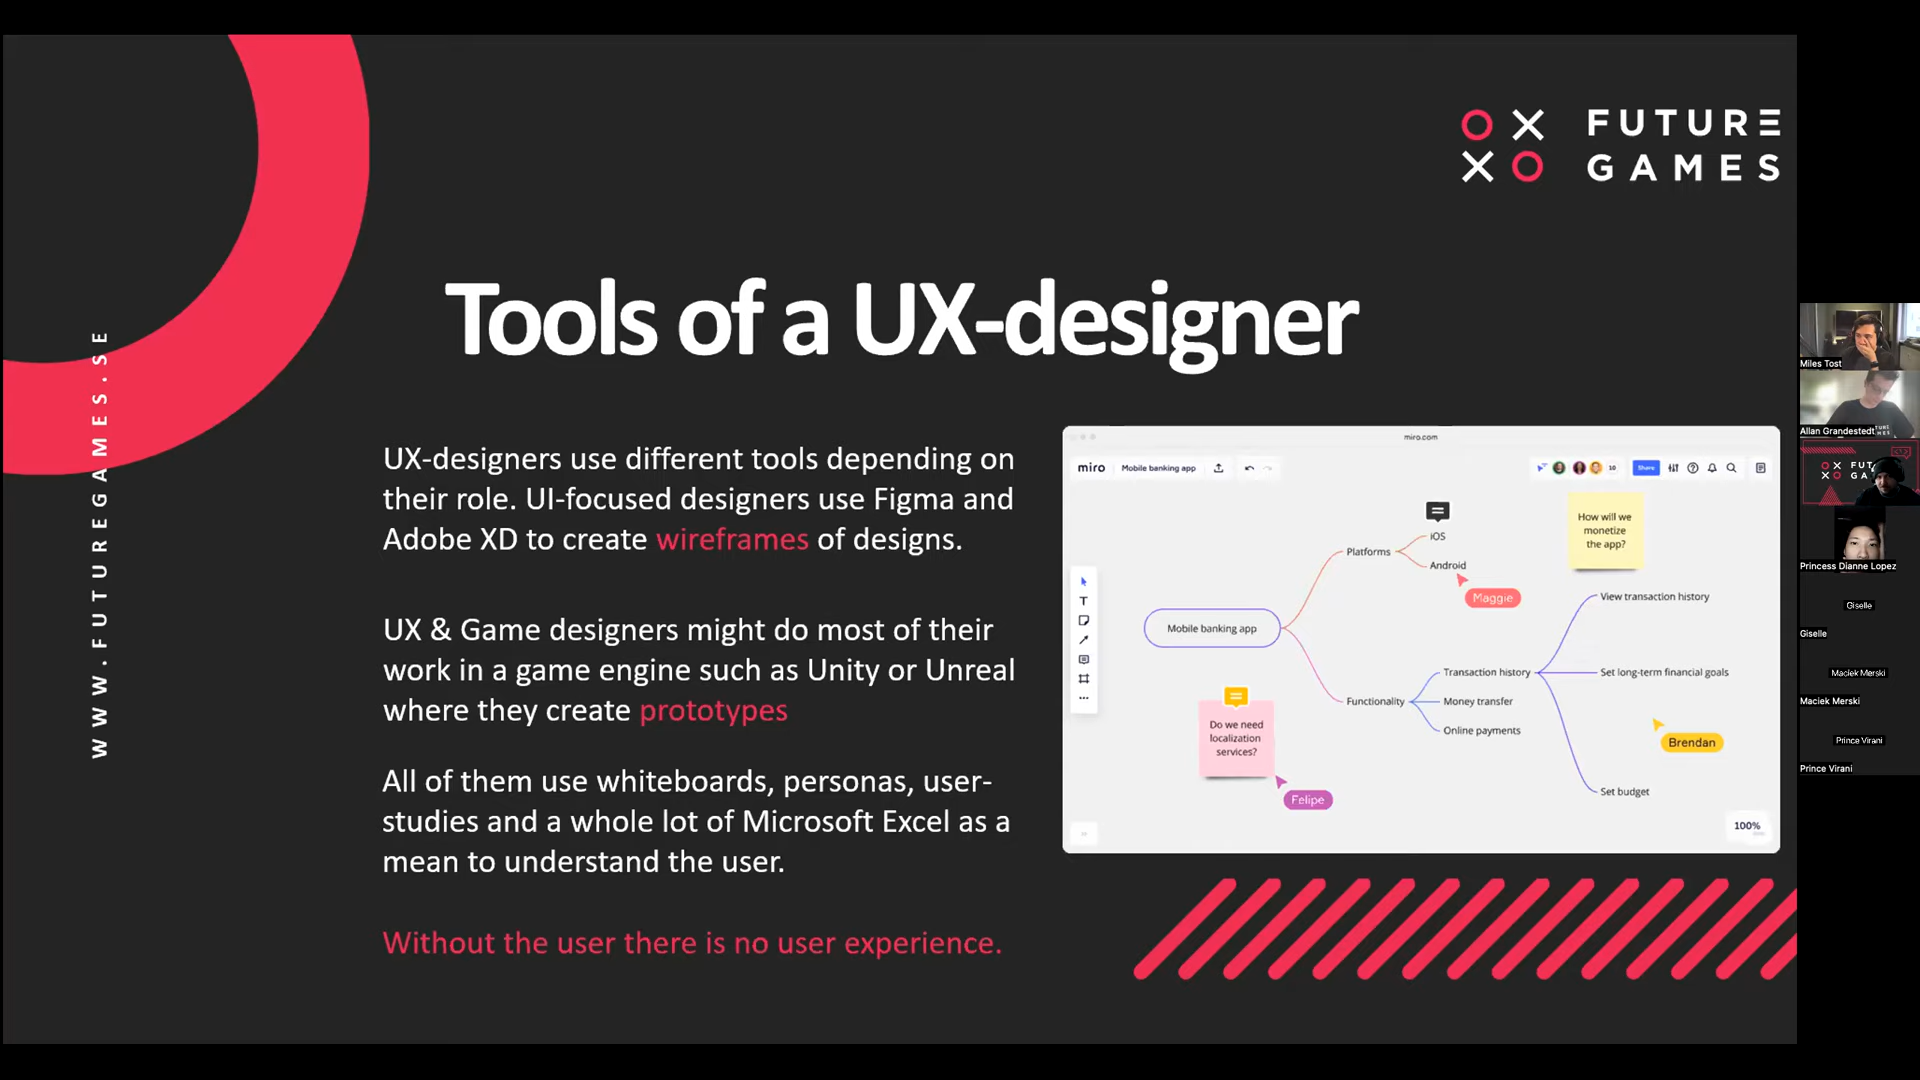 FUTURE
GAMES
WWW.FUTUREGAMES.SE
Tools of a UX-designer
UX-designers use different tools depending on
their role. UI-focused designers use Figma and
Adobe XD to create wireframes of designs.
UX & Game designers might do most of their
work in a game engine such as Unity or Unreal
where they create prototypes
All of them use whiteboards, personas, user-
studies and a whole lot of Microsoft Excel as a
mean to understand the user.
Without the user there is no user experience.
miro.com
miro
Mobile banking app
10
Share
How will we
monetize
the app?
iOS
Platforms
Android
Maggie
View transaction history
Mobile banking app
Transaction history
Set long-term financial goals
Functionality
Money transfer
Online payments
Do we need
localization
services?
Brendan
Felipe
Set budget
100%
Miles Tost
Allan Grandestedt
Princess Dianne Lopez
Giselle
Giselle
Maciek Merski
Maciek Merski
Prince Virani
Prince Virani